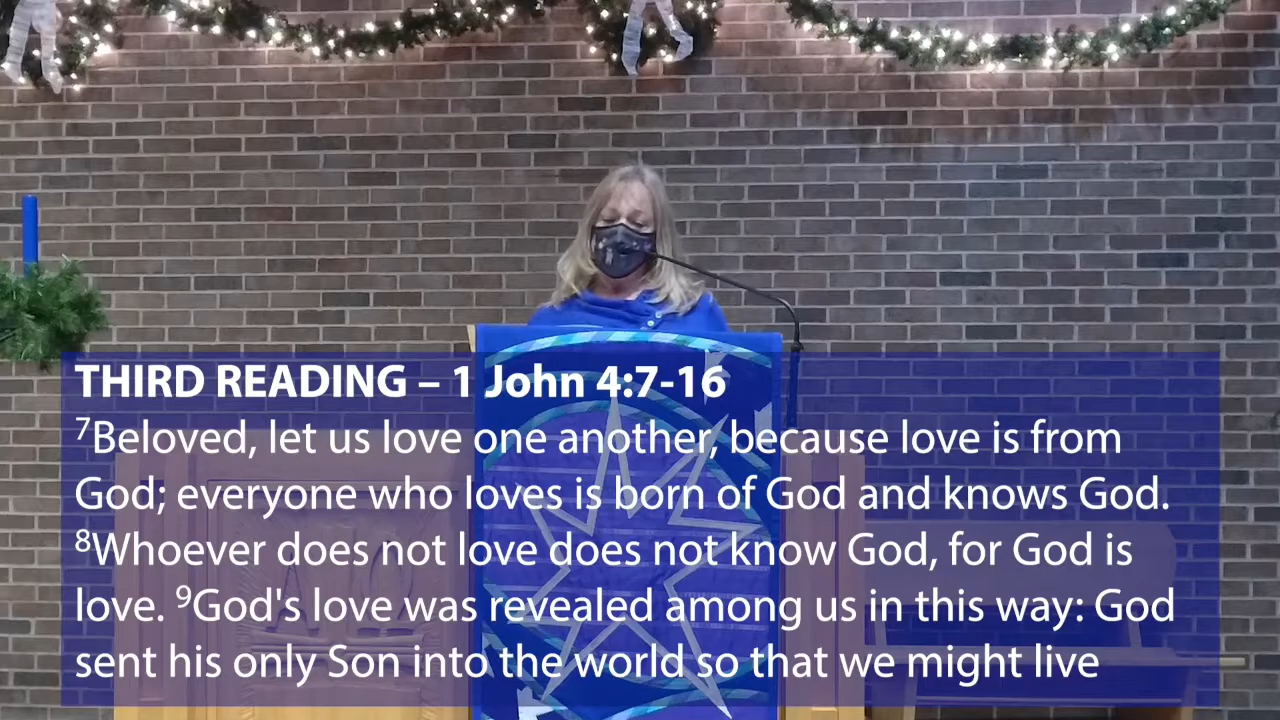 THIRD READING – 1 John 4:7-16
⁷Beloved, let us love one another, because love is from
God; everyone who loves is born of God and knows God.
⁸Whoever does not love does not know God, for God is
love. ⁹God's love was revealed among us in this way: God
sent his only Son into the world so that we might live